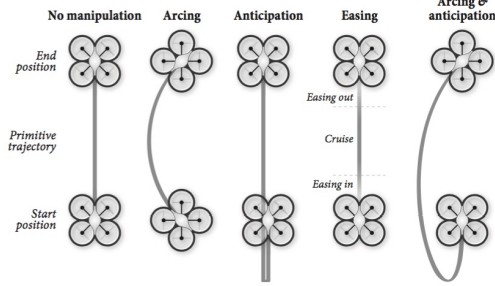 Arcing &
No manipulation Arcing Anticipation Easing anticipation
End
position
Easing out
Primitive
trajectory
Cruise
Easing in
Start
position